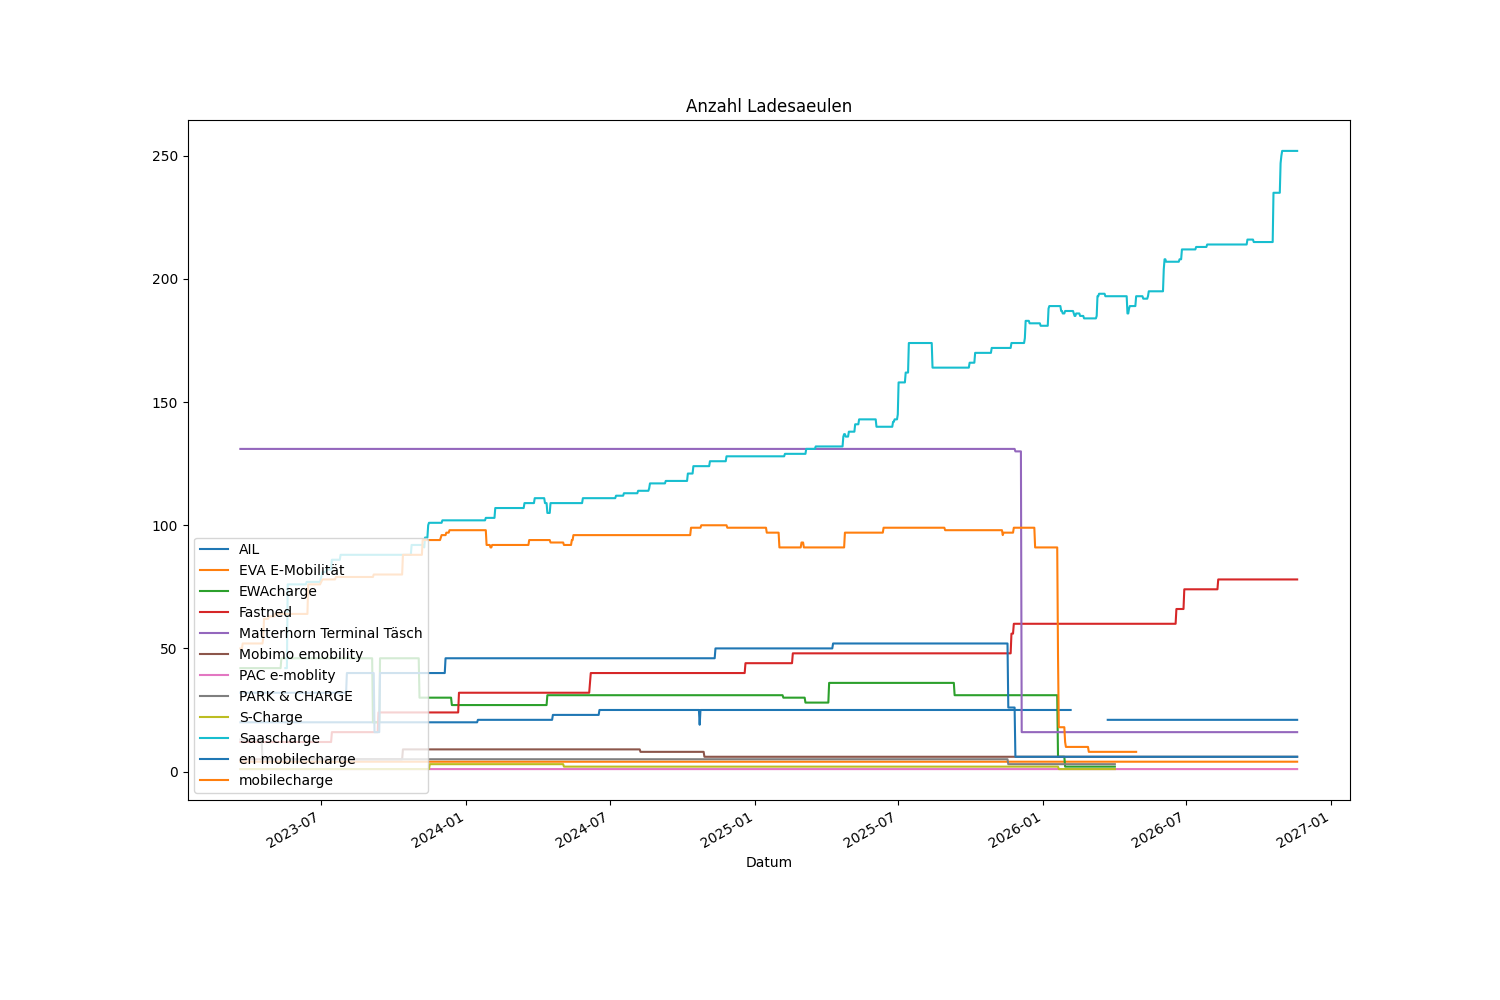 Anzahl Ladesaeulen
250
200
150
100
50
0
AIL
EVA E-Mobilität
EWAcharge
Fastned
Matterhorn Terminal Täsch
Mobimo emobility
PAC e-moblity
PARK & CHARGE
S-Charge
Saascharge
en mobilecharge
mobilecharge
2023-07
2024-01
2024-07
2025-01
2025-07
2026-01
2026-07
2027-01
Datum